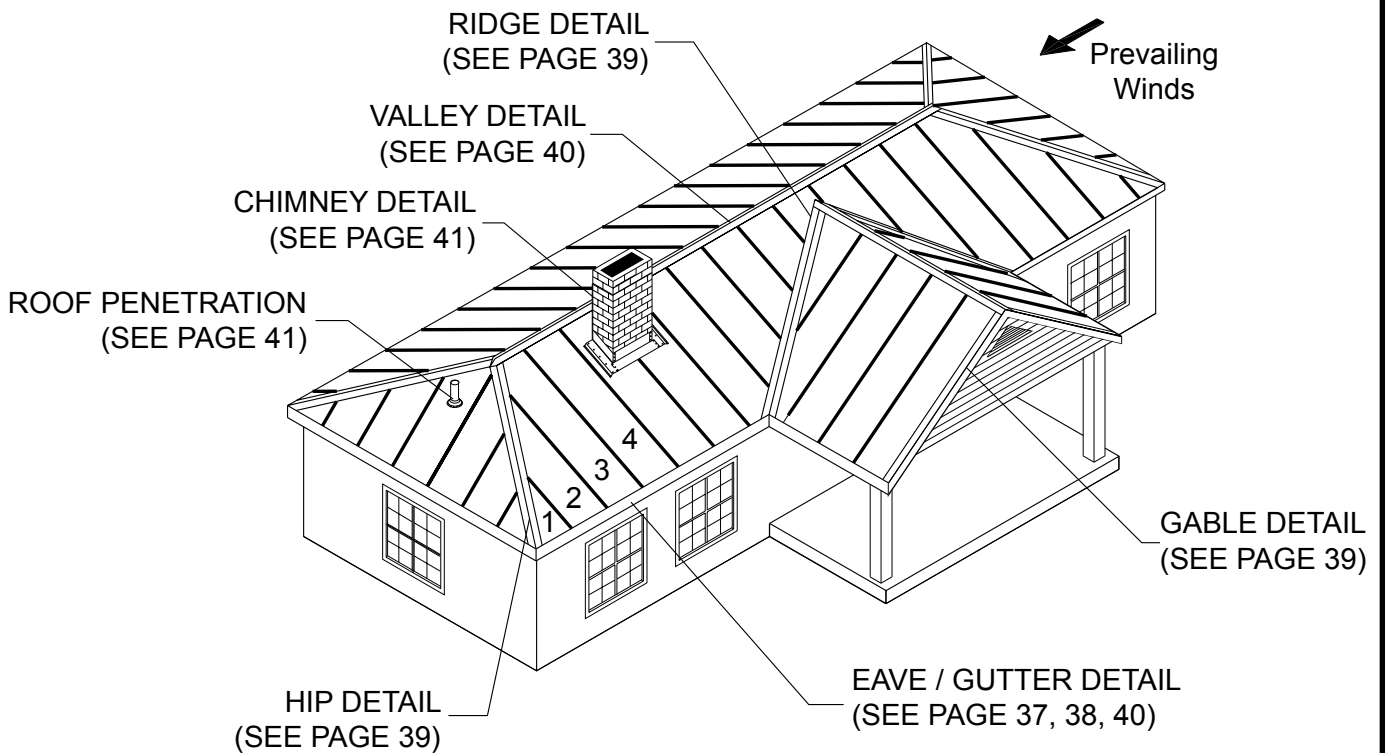 RIDGE DETAIL
(SEE PAGE 39)
Prevailing
Winds
VALLEY DETAIL
(SEE PAGE 40)
CHIMNEY DETAIL
(SEE PAGE 41)
ROOF PENETRATION
(SEE PAGE 41)
4
3
2
1
GABLE DETAIL
(SEE PAGE 39)
EAVE / GUTTER DETAIL
(SEE PAGE 37, 38, 40)
HIP DETAIL
(SEE PAGE 39)